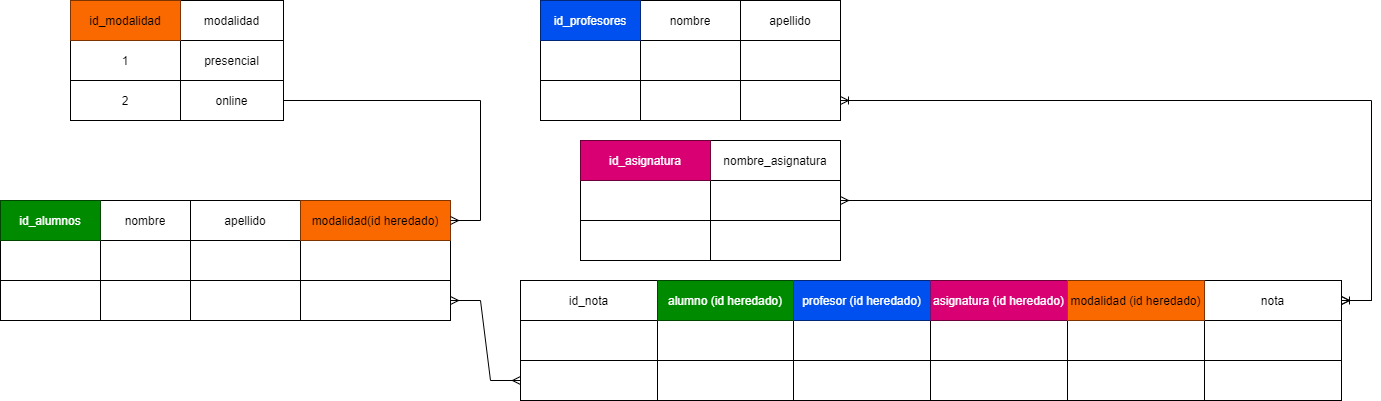 id_modalidad modalidad
1 presencial
2 online
id_profesores nombre apellido
id_asignatura nombre_asignatura
id_alumnos nombre apellido modalidad(id heredado)
id_nota alumno (id heredado) profesor (id heredado) asignatura (id heredado) modalidad (id heredado) nota